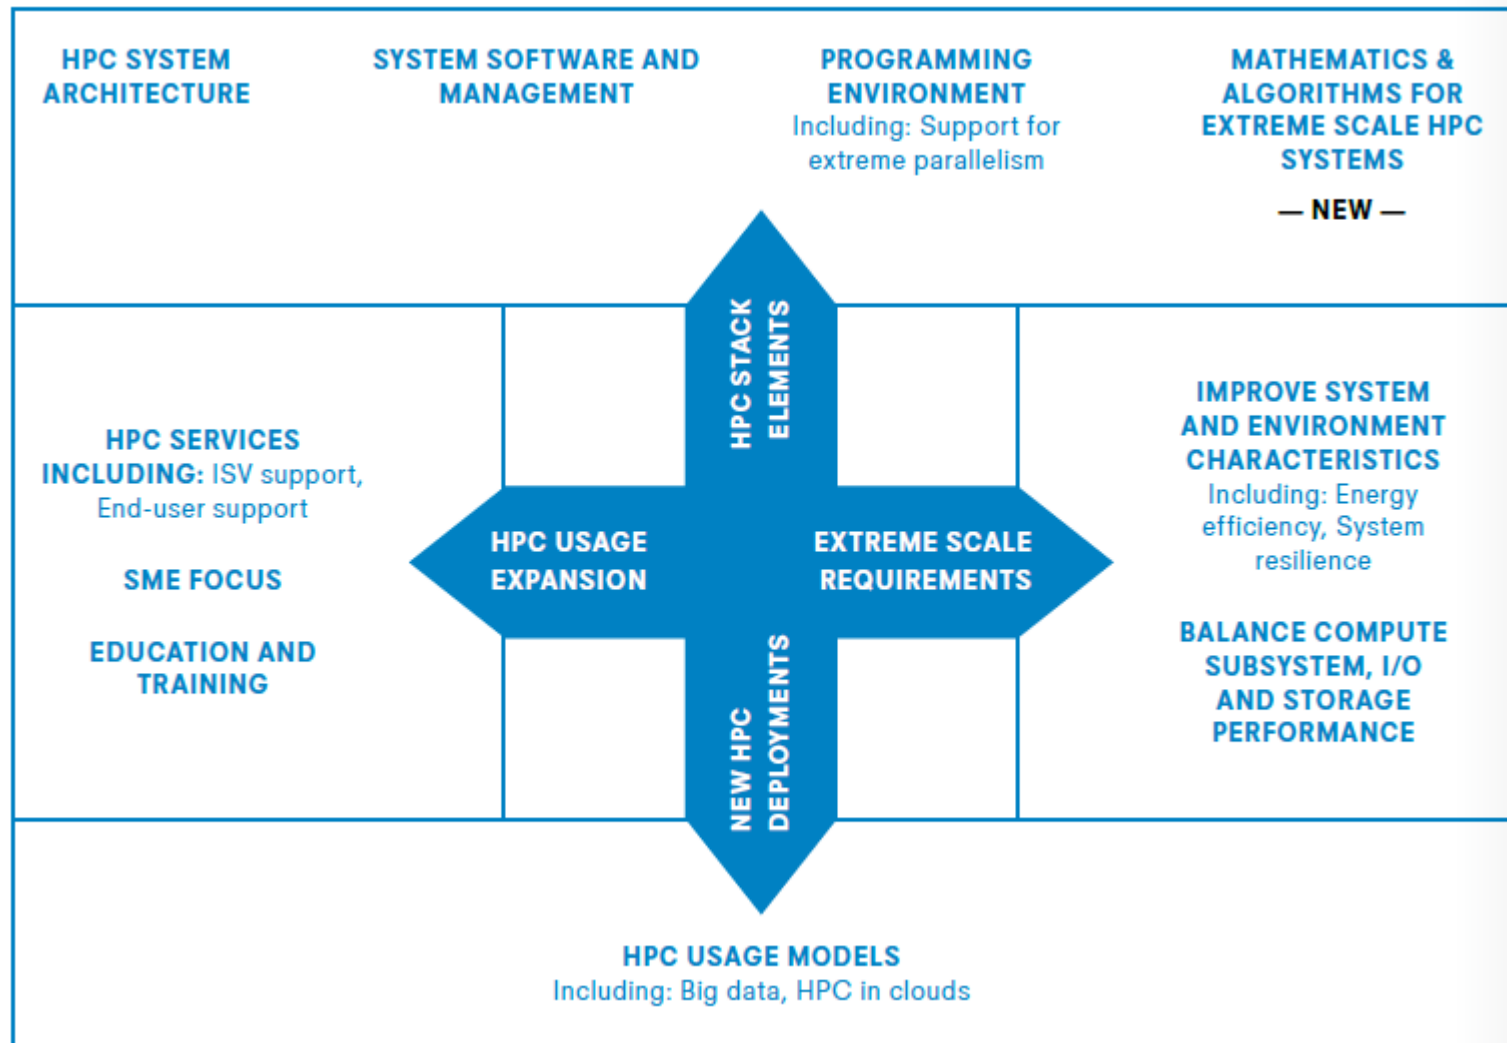 HPC SYSTEM
ARCHITECTURE
SYSTEM SOFTWARE AND
MANAGEMENT
PROGRAMMING
ENVIRONMENT
Including: Support for
extreme parallelism
MATHEMATICS &
ALGORITHMS FOR
EXTREME SCALE HPC
SYSTEMS
— NEW —
HPC STACK
ELEMENTS
HPC SERVICES
INCLUDING: ISV support,
End-user support
SME FOCUS
EDUCATION AND
TRAINING
HPC USAGE
EXPANSION
EXTREME SCALE
REQUIREMENTS
IMPROVE SYSTEM
AND ENVIRONMENT
CHARACTERISTICS
Including: Energy
efficiency, System
resilience
BALANCE COMPUTE
SUBSYSTEM, I/O
AND STORAGE
PERFORMANCE
NEW HPC
DEPLOYMENTS
HPC USAGE MODELS
Including: Big data, HPC in clouds